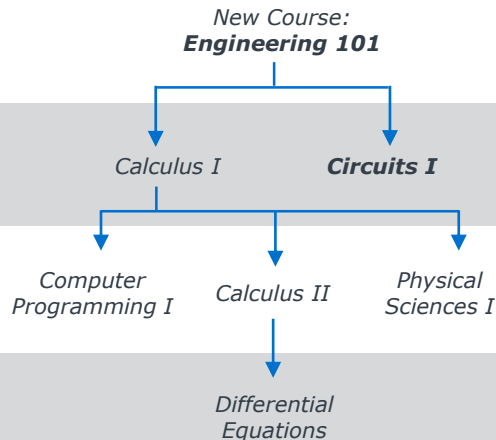 New Course:
Engineering 101
Calculus I
Circuits I
Computer
Programming I
Calculus II
Physical
Sciences I
Differential
Equations